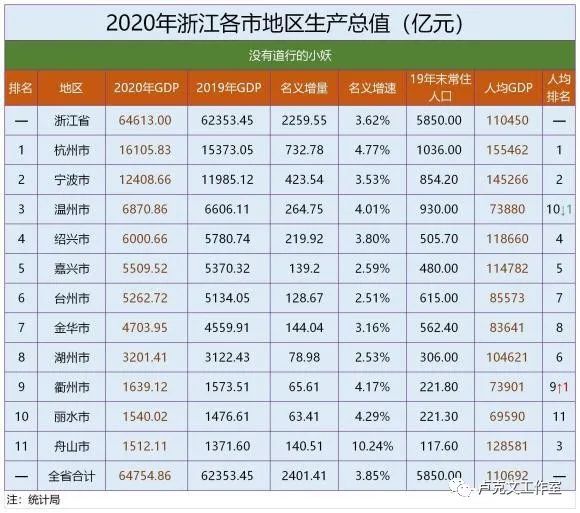 2020年浙江各市地区生产总值（亿元）
没有道行的小妖
排名 地区 2020年GDP 2019年GDP 名义增量 名义增速 19年末常住人口 人均GDP 人均排名
— 浙江省 64613.00 62353.45 2259.55 3.62% 5850.00 110450 —
1 杭州市 16105.83 15373.05 732.78 4.77% 1036.00 155462 1
2 宁波市 12408.66 11985.12 423.54 3.53% 854.20 145266 2
3 温州市 6870.86 6606.11 264.75 4.01% 930.00 73880 10↓1
4 绍兴市 6000.66 5780.74 219.92 3.80% 505.70 118660 4
5 嘉兴市 5509.52 5370.32 139.2 2.59% 480.00 114782 5
6 台州市 5262.72 5134.05 128.67 2.51% 615.00 85573 7
7 金华市 4703.95 4559.91 144.04 3.16% 562.40 83641 8
8 湖州市 3201.41 3122.43 78.98 2.53% 306.00 104621 6
9 衢州市 1639.12 1573.51 65.61 4.17% 221.80 73901 9↑1
10 丽水市 1540.02 1476.61 63.41 4.29% 221.30 69590 11
11 舟山市 1512.11 1371.60 140.51 10.24% 117.60 128581 3
— 全省合计 64754.86 62353.45 2401.41 3.85% 5850.00 110692 —
注：统计局
卢克文工作室